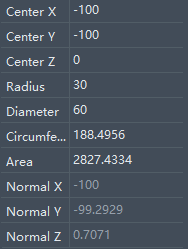 Center X -100
Center Y -100
Center Z 0
Radius 30
Diameter 60
Circumfe... 188.4956
Area 2827.4334
Normal X -100
Normal Y -99.2929
Normal Z 0.7071